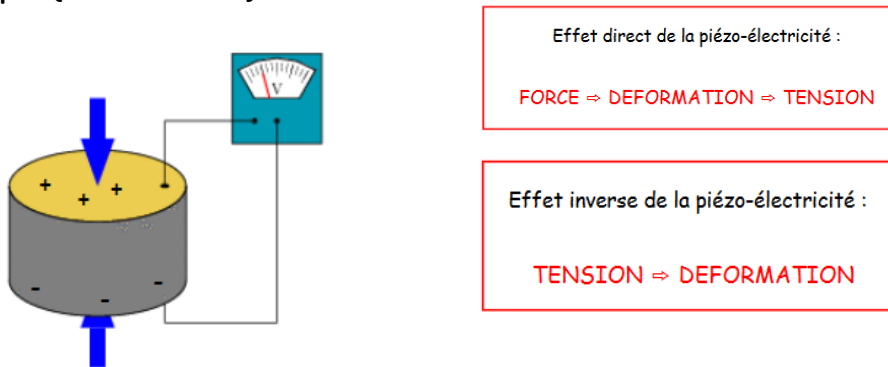 Effet direct de la piézo-électricité :
FORCE ⇨ DEFORMATION ⇨ TENSION
V
+ + +
- - -
Effet inverse de la piézo-électricité :
TENSION ⇨ DEFORMATION